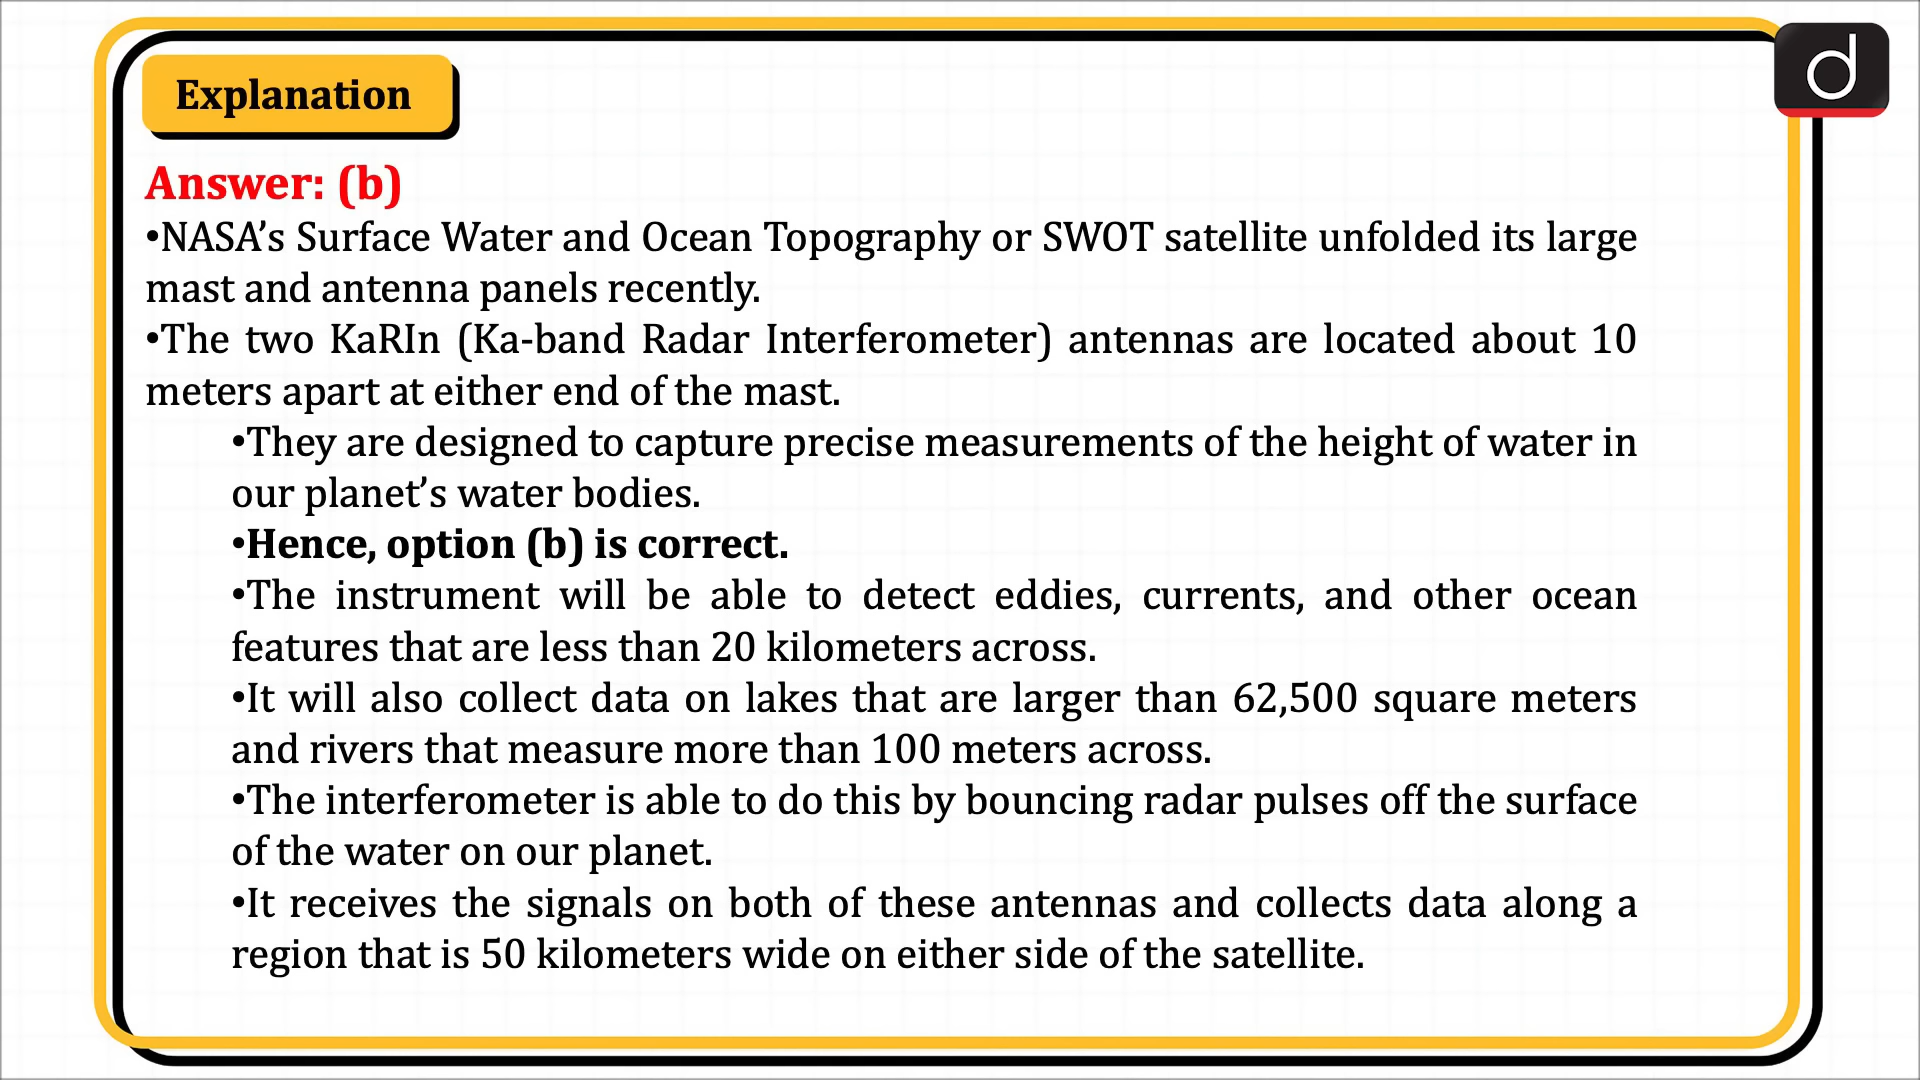 Explanation
d
Answer: (b)
•NASA’s Surface Water and Ocean Topography or SWOT satellite unfolded its large
mast and antenna panels recently.
•The two KaRIn (Ka-band Radar Interferometer) antennas are located about 10
meters apart at either end of the mast.
•They are designed to capture precise measurements of the height of water in
our planet’s water bodies.
•Hence, option (b) is correct.
•The instrument will be able to detect eddies, currents, and other ocean
features that are less than 20 kilometers across.
•It will also collect data on lakes that are larger than 62,500 square meters
and rivers that measure more than 100 meters across.
•The interferometer is able to do this by bouncing radar pulses off the surface
of the water on our planet.
•It receives the signals on both of these antennas and collects data along a
region that is 50 kilometers wide on either side of the satellite.